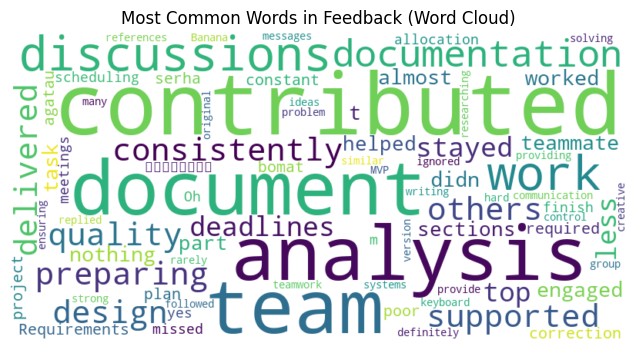 Most Common Words in Feedback (Word Cloud)
references Banana messages allocation solving
discussions documentation
scheduling serha constant almost worked
agatau many contributed researching
original problem ideas t
consistently helped stayed teammate
delivered task meetings bomat similar MVP ignored providing
document Oh didn writing hard communication work
ensuring replied rarely control creative
quality deadlines part m version others finish less
nothing sections required group
project preparing analysis top engaged
strong plan teamwork systems provide keyboard
design followed team poor supported
Requirements missed yes definitely correction